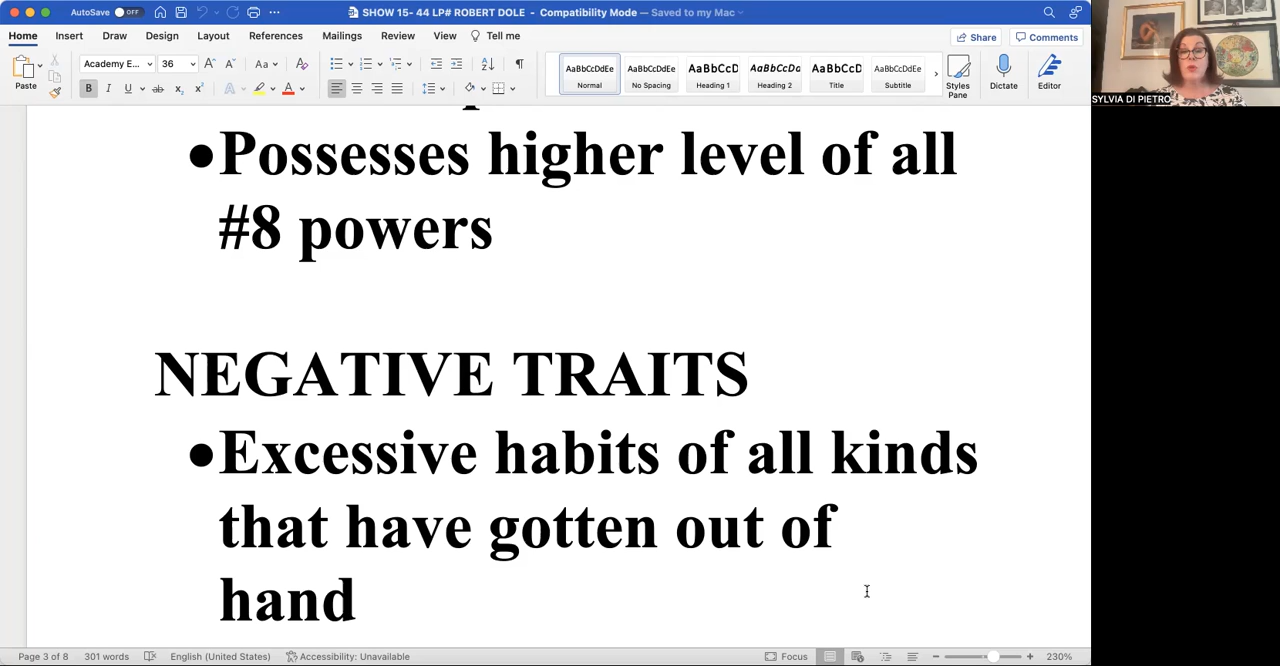 AutoSave OFF SHOW 15- 44 LP# ROBERT DOLE - Compatibility Mode — Saved to my Mac
Home Insert Draw Design Layout References Mailings Review View Tell me Share Comments
Paste Academy E... 36 Aa
B I U ab x₂ x² A A
AaBbCcDdEe Normal
AaBbCcDdEe No Spacing
AaBbCcD Heading 1
AaBbCcDd Heading 2
AaBbCcD Title
AaBbCcDdEe Subtitle
Styles Pane
Dictate
Editor
SYLVIA DI PIETRO
•Possesses higher level of all
#8 powers
NEGATIVE TRAITS
•Excessive habits of all kinds
that have gotten out of
hand
Page 3 of 8 301 words English (United States) Accessibility: Unavailable Focus 230%